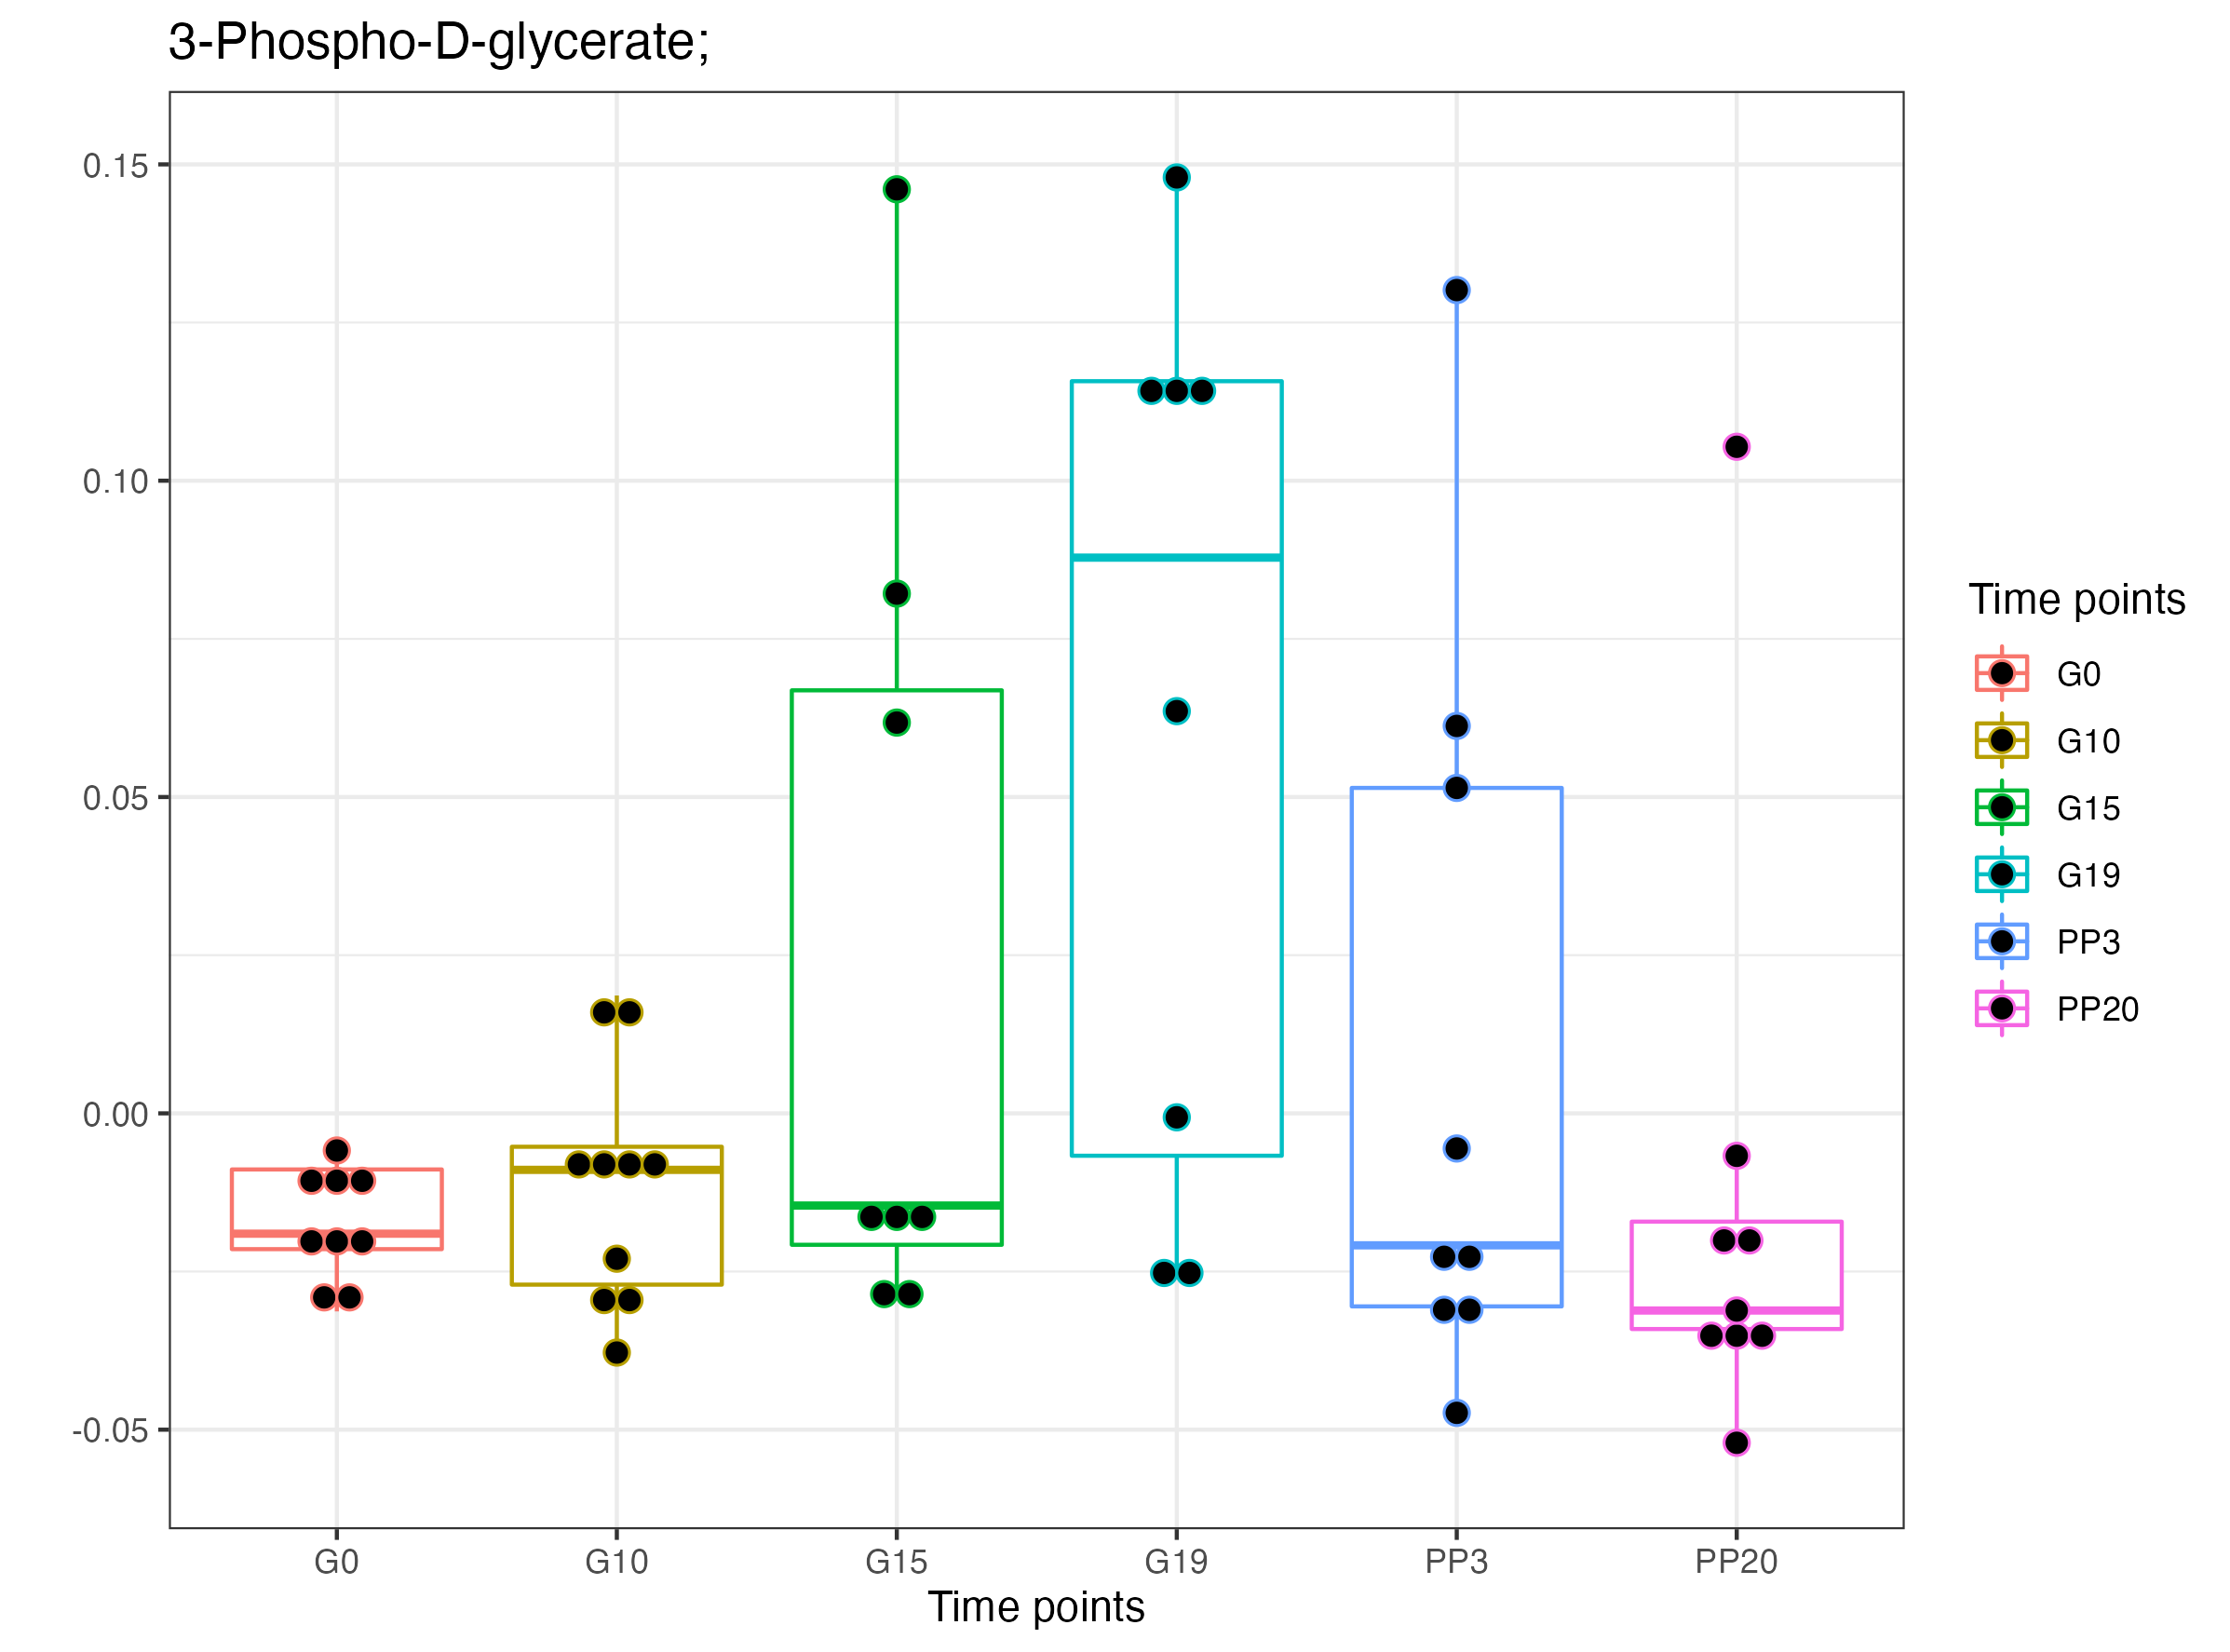 3-Phospho-D-glycerate;
0.15
0.10
0.05
0.00
-0.05
G0 G10 G15 G19 PP3 PP20
Time points
Time points
G0
G10
G15
G19
PP3
PP20